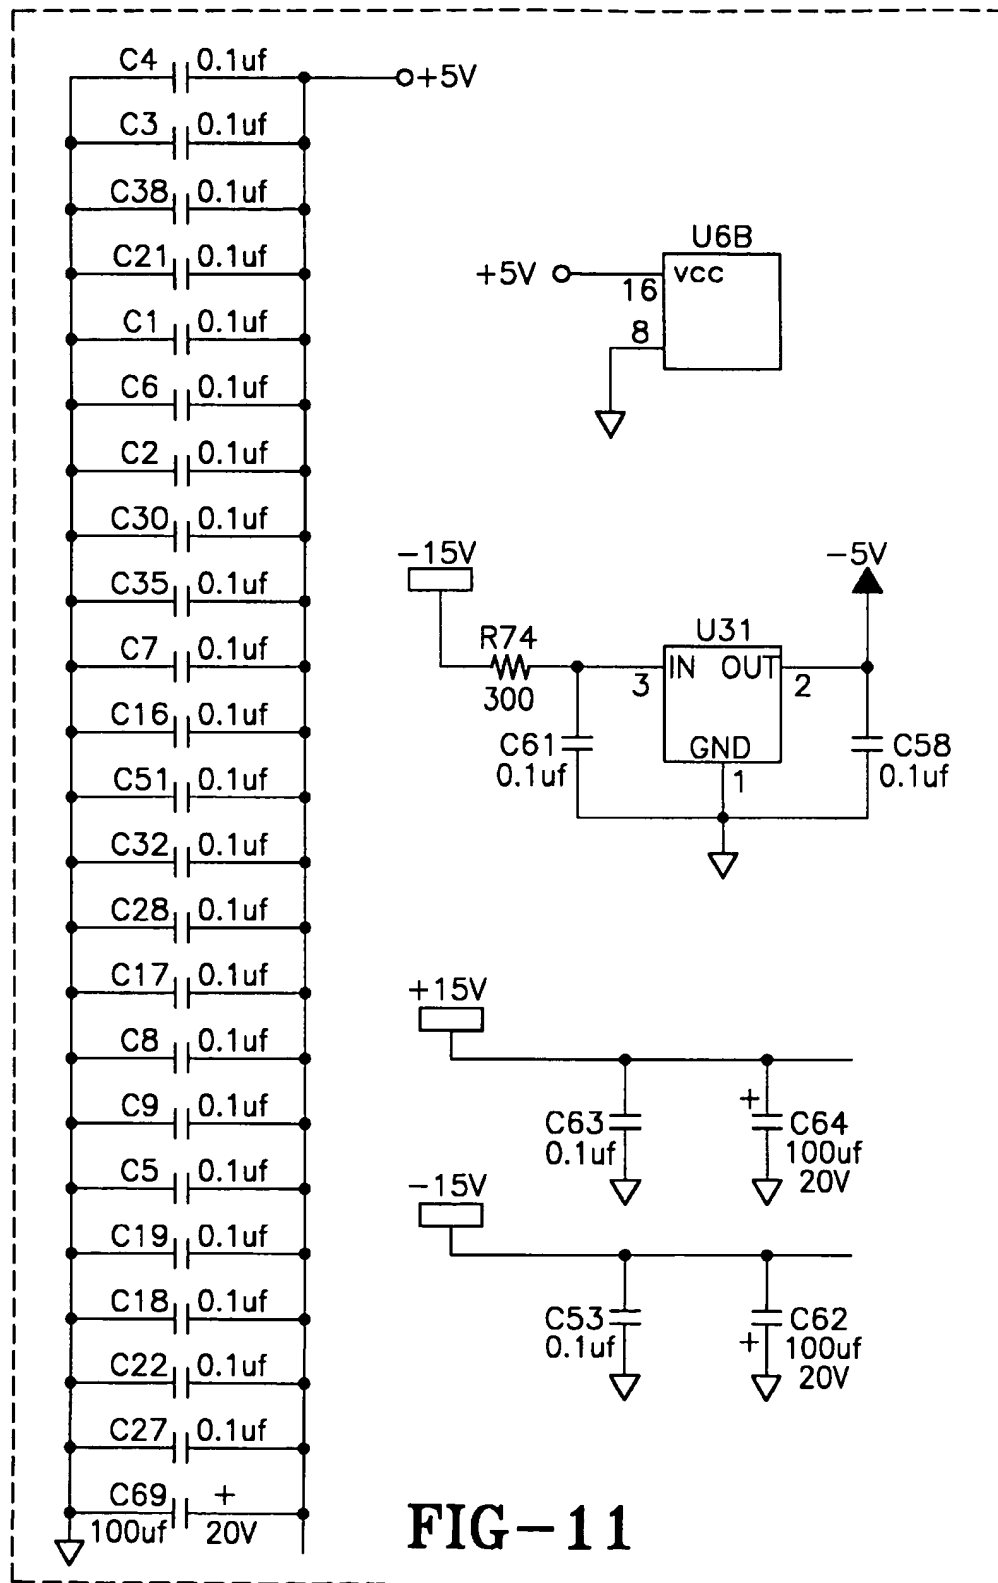 C4 0.1uf
+5V
C3 0.1uf
C38 0.1uf
C21 0.1uf
C1 0.1uf
C6 0.1uf
C2 0.1uf
C30 0.1uf
C35 0.1uf
C7 0.1uf
C16 0.1uf
C51 0.1uf
C32 0.1uf
C28 0.1uf
C17 0.1uf
C8 0.1uf
C9 0.1uf
C5 0.1uf
C19 0.1uf
C18 0.1uf
C22 0.1uf
C27 0.1uf
C69 +
100uf 20V
U6B
+5V 16 VCC
8
-15V
-5V
R74
300
U31
3 IN OUT 2
GND
1
C61
0.1uf
C58
0.1uf
+15V
C63
0.1uf
+ C64
100uf
20V
-15V
C53
0.1uf
C62
+ 100uf
20V
FIG-11